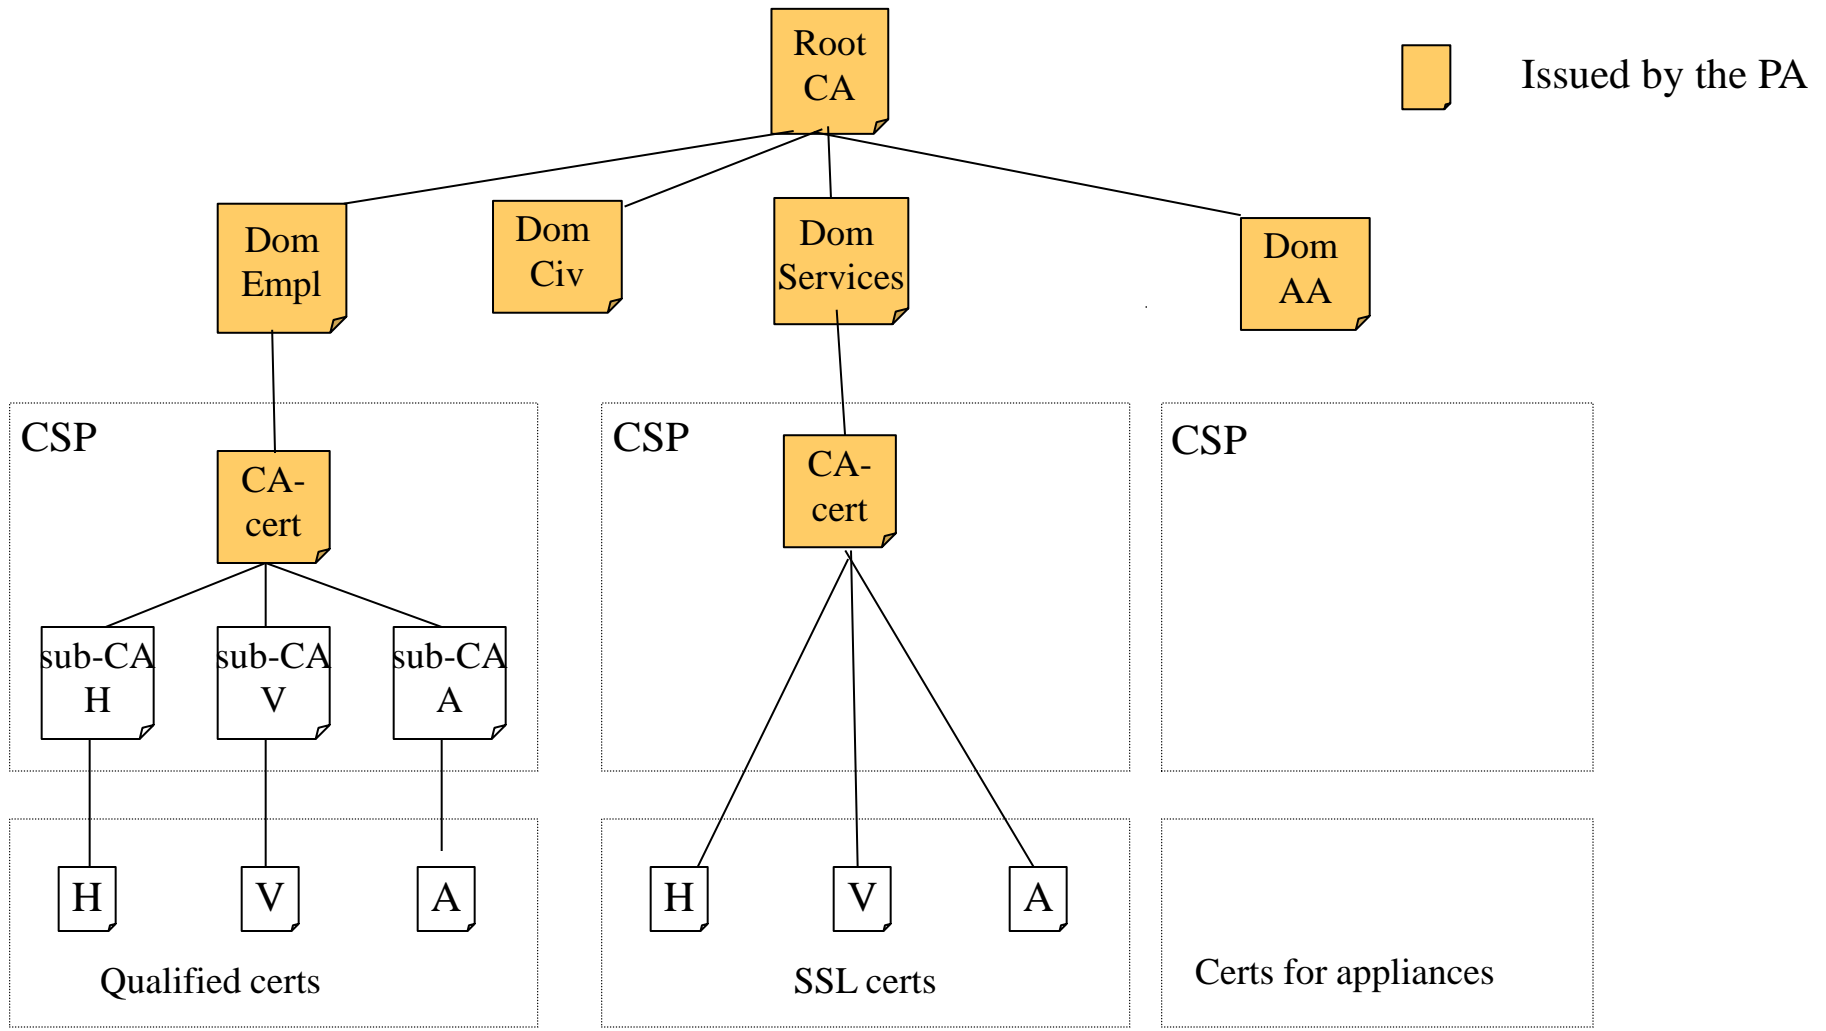 Root
CA
Issued by the PA
Dom
Empl
Dom
Civ
Dom
Services
Dom
AA
CSP
CA-
cert
CSP
CA-
cert
CSP
sub-CA
H
sub-CA
V
sub-CA
A
H
V
A
Qualified certs
H
V
A
SSL certs
Certs for appliances